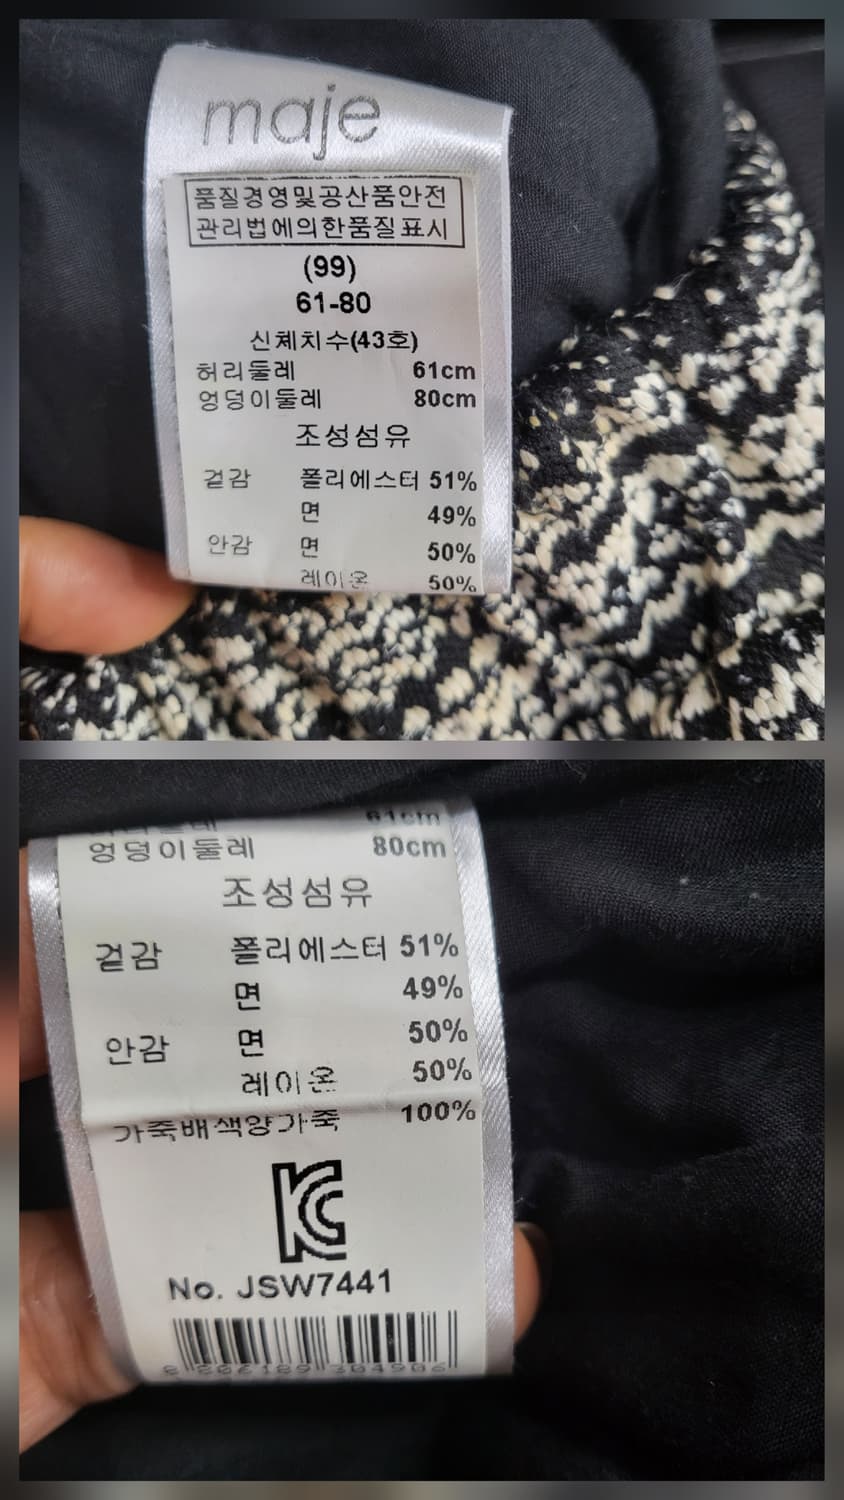 maje
품질경영및공산품안전
관리법에의한품질표시
(99)
61-80
신체치수(43호)
허리둘레 61cm
엉덩이둘레 80cm
조성섬유
겉감 폴리에스터 51%
면 49%
안감 면 50%
레이온 50%
61cm
엉덩이둘레 80cm
조성섬유
겉감 폴리에스터 51%
면 49%
안감 면 50%
레이온 50%
가죽배색양가죽 100%
KC
No. JSW7441